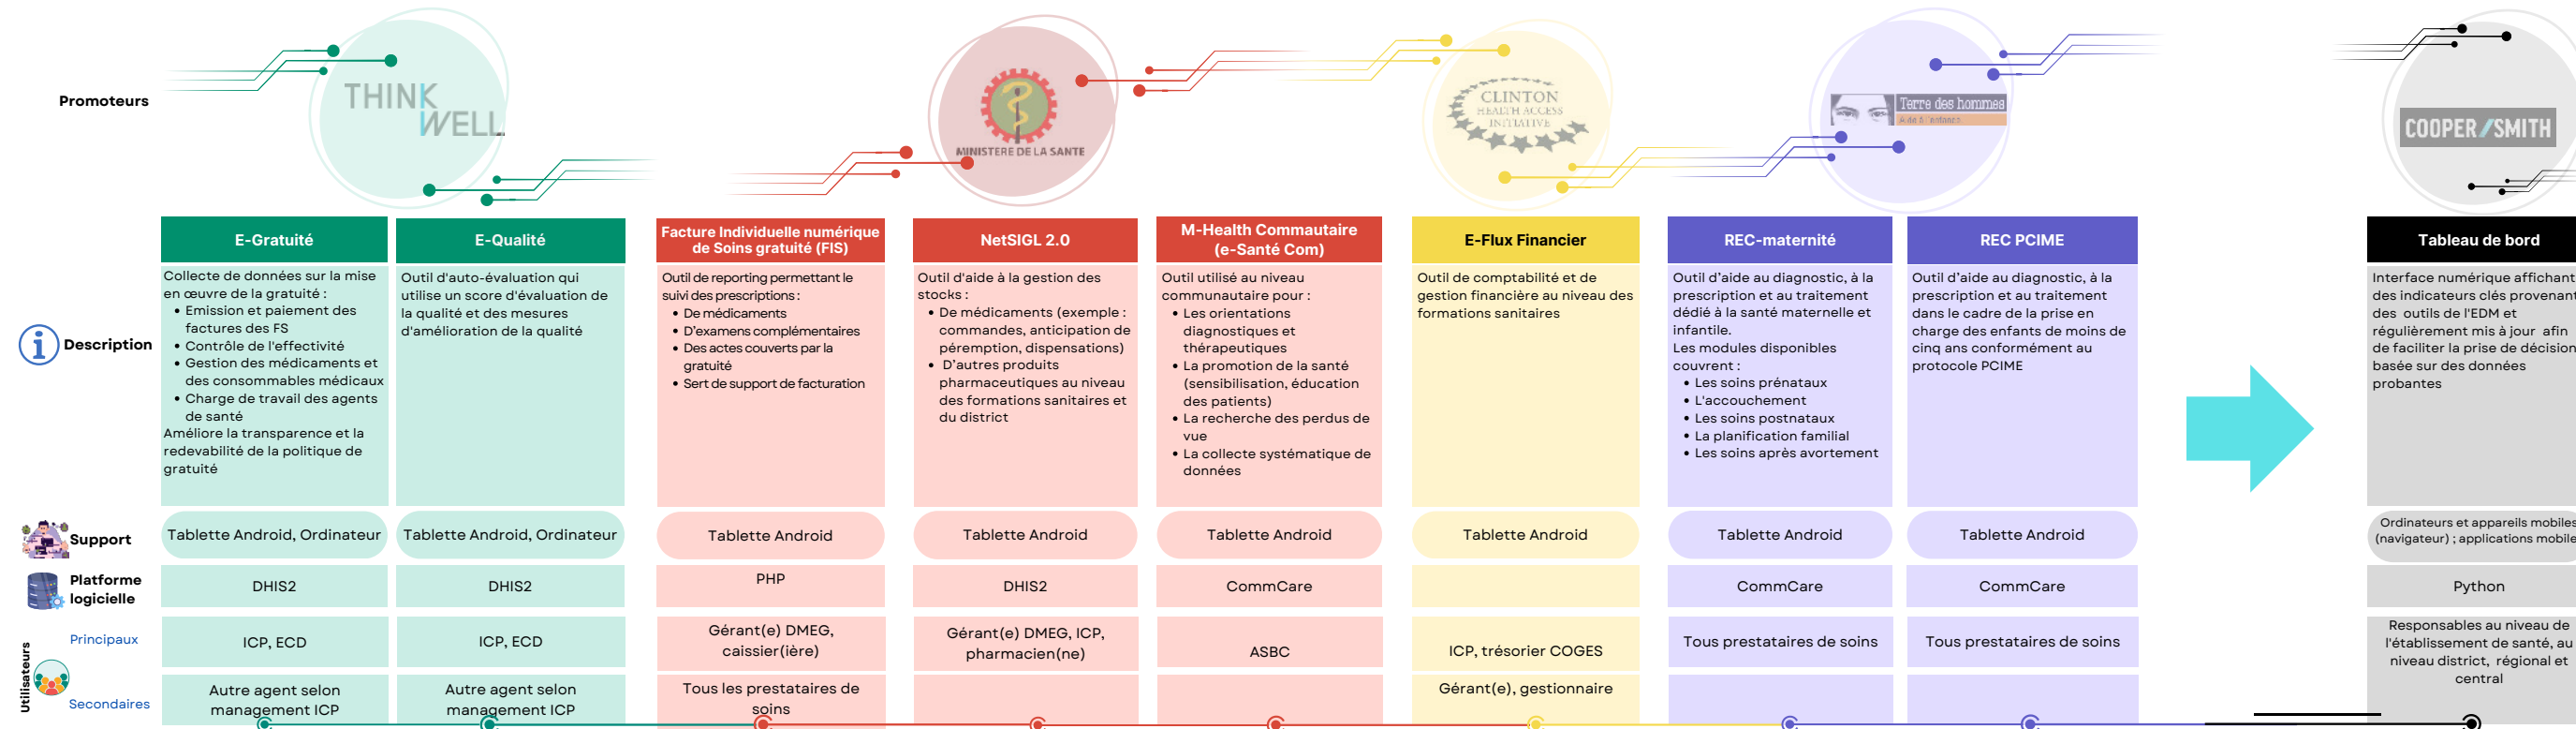 Promoteurs
THINK
WELL
MINISTERE DE LA SANTE
CLINTON
HEALTH ACCESS
INITIATIVE
Terre des hommes
Aide à l'enfance
COOPER/SMITH
Description
E-Gratuité
Collecte de données sur la mise
en œuvre de la gratuité :
• Emission et paiement des
factures des FS
• Contrôle de l'effectivité
• Gestion des médicaments et
des consommables médicaux
• Charge de travail des agents
de santé
Améliore la transparence et la
redevabilité de la politique de
gratuité
E-Qualité
Outil d'auto-évaluation qui
utilise un score d'évaluation de
la qualité et des mesures
d'amélioration de la qualité
Facture Individuelle numérique
de Soins gratuité (FIS)
Outil de reporting permettant le
suivi des prescriptions :
• De médicaments
• D'examens complémentaires
• Des actes couverts par la
gratuité
• Sert de support de facturation
NetSIGL 2.0
Outil d'aide à la gestion des
stocks :
• De médicaments (exemple :
commandes, anticipation de
péremption, dispensations)
• D'autres produits
pharmaceutiques au niveau
des formations sanitaires et
du district
M-Health Commautaire
(e-Santé Com)
Outil utilisé au niveau
communautaire pour :
• Les orientations
diagnostiques et
thérapeutiques
• La promotion de la santé
(sensibilisation, éducation
des patients)
• La recherche des perdus de
vue
• La collecte systématique de
données
E-Flux Financier
Outil de comptabilité et de
gestion financière au niveau des
formations sanitaires
REC-maternité
Outil d'aide au diagnostic, à la
prescription et au traitement
dédié à la santé maternelle et
infantile.
Les modules disponibles
couvrent :
• Les soins prénataux
• L'accouchement
• Les soins postnataux
• La planification familial
• Les soins après avortement
REC PCIME
Outil d'aide au diagnostic, à la
prescription et au traitement
dans le cadre de la prise en
charge des enfants de moins de
cinq ans conformément au
protocole PCIME
Tableau de bord
Interface numérique affichant
des indicateurs clés provenant
des outils de l'EDM et
régulièrement mis à jour afin
de faciliter la prise de décision
basée sur des données
probantes
Support
Tablette Android, Ordinateur
Tablette Android, Ordinateur
Tablette Android
Tablette Android
Tablette Android
Tablette Android
Tablette Android
Tablette Android
Ordinateurs et appareils mobiles
(navigateur) ; applications mobile
Platforme
logicielle
DHIS2
DHIS2
PHP
DHIS2
CommCare
CommCare
CommCare
Python
Utilisateurs
Principaux
ICP, ECD
ICP, ECD
Gérant(e) DMEG,
caissier(ière)
Gérant(e) DMEG, ICP,
pharmacien(ne)
ASBC
ICP, trésorier COGES
Tous prestataires de soins
Tous prestataires de soins
Responsables au niveau de
l'établissement de santé, au
niveau district, régional et
central
Secondaires
Autre agent selon
management ICP
Autre agent selon
management ICP
Tous les prestataires de
soins
Gérant(e), gestionnaire